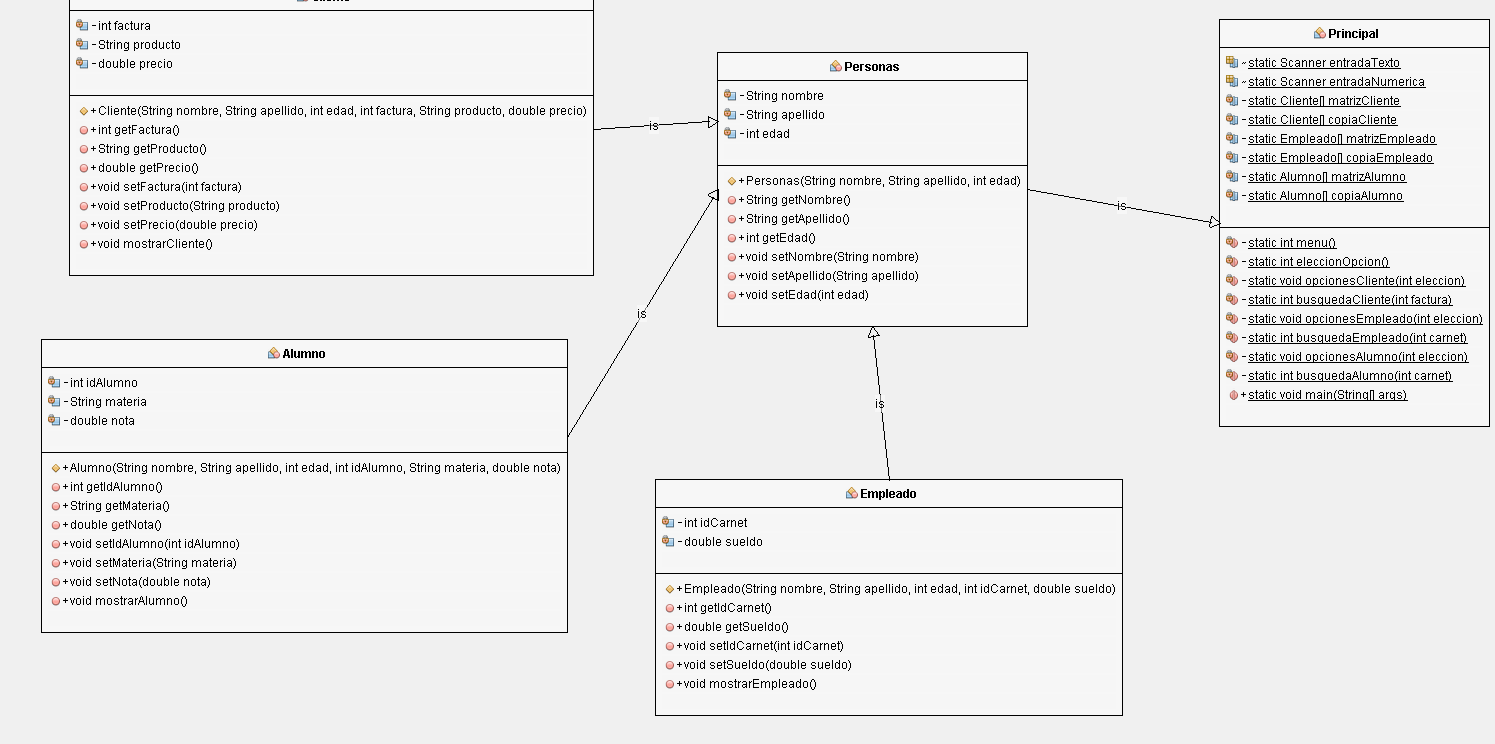 - int factura
- String producto
- double precio
+ Cliente(String nombre, String apellido, int edad, int factura, String producto, double precio)
+ int getFactura()
+ String getProducto()
+ double getPrecio()
+ void setFactura(int factura)
+ void setProducto(String producto)
+ void setPrecio(double precio)
+ void mostrarCliente()
is
Personas
- String nombre
- String apellido
- int edad
+ Personas(String nombre, String apellido, int edad)
+ String getNombre()
+ String getApellido()
+ int getEdad()
+ void setNombre(String nombre)
+ void setApellido(String apellido)
+ void setEdad(int edad)
is
Principal
~ static Scanner entradaTexto
~ static Scanner entradaNumerica
- static Cliente[] matrizCliente
- static Cliente[] copiaCliente
- static Empleado[] matrizEmpleado
- static Empleado[] copiaEmpleado
- static Alumno[] matrizAlumno
- static Alumno[] copiaAlumno
- static int menu()
- static int eleccionOpcion()
- static void opcionesCliente(int eleccion)
- static int busquedaCliente(int factura)
- static void opcionesEmpleado(int eleccion)
- static int busquedaEmpleado(int carnet)
- static void opcionesAlumno(int eleccion)
- static int busquedaAlumno(int carnet)
+ static void main(String[] args)
is
Alumno
- int idAlumno
- String materia
- double nota
+ Alumno(String nombre, String apellido, int edad, int idAlumno, String materia, double nota)
+ int getIdAlumno()
+ String getMateria()
+ double getNota()
+ void setIdAlumno(int idAlumno)
+ void setMateria(String materia)
+ void setNota(double nota)
+ void mostrarAlumno()
is
Empleado
- int idCarnet
- double sueldo
+ Empleado(String nombre, String apellido, int edad, int idCarnet, double sueldo)
+ int getIdCarnet()
+ double getSueldo()
+ void setIdCarnet(int idCarnet)
+ void setSueldo(double sueldo)
+ void mostrarEmpleado()